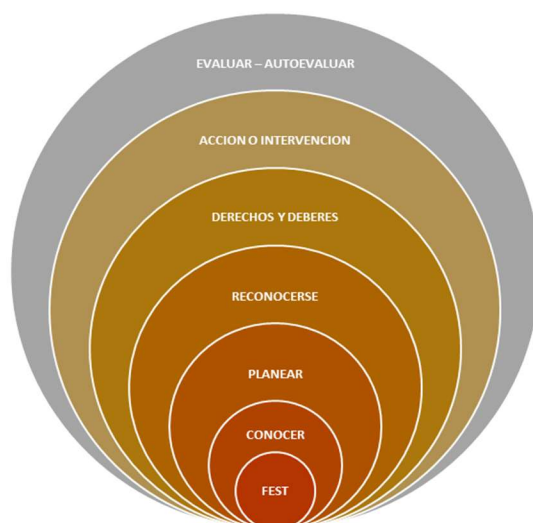 EVALUAR – AUTOEVALUAR
ACCION O INTERVENCION
DERECHOS Y DEBERES
RECONOCERSE
PLANEAR
CONOCER
FEST